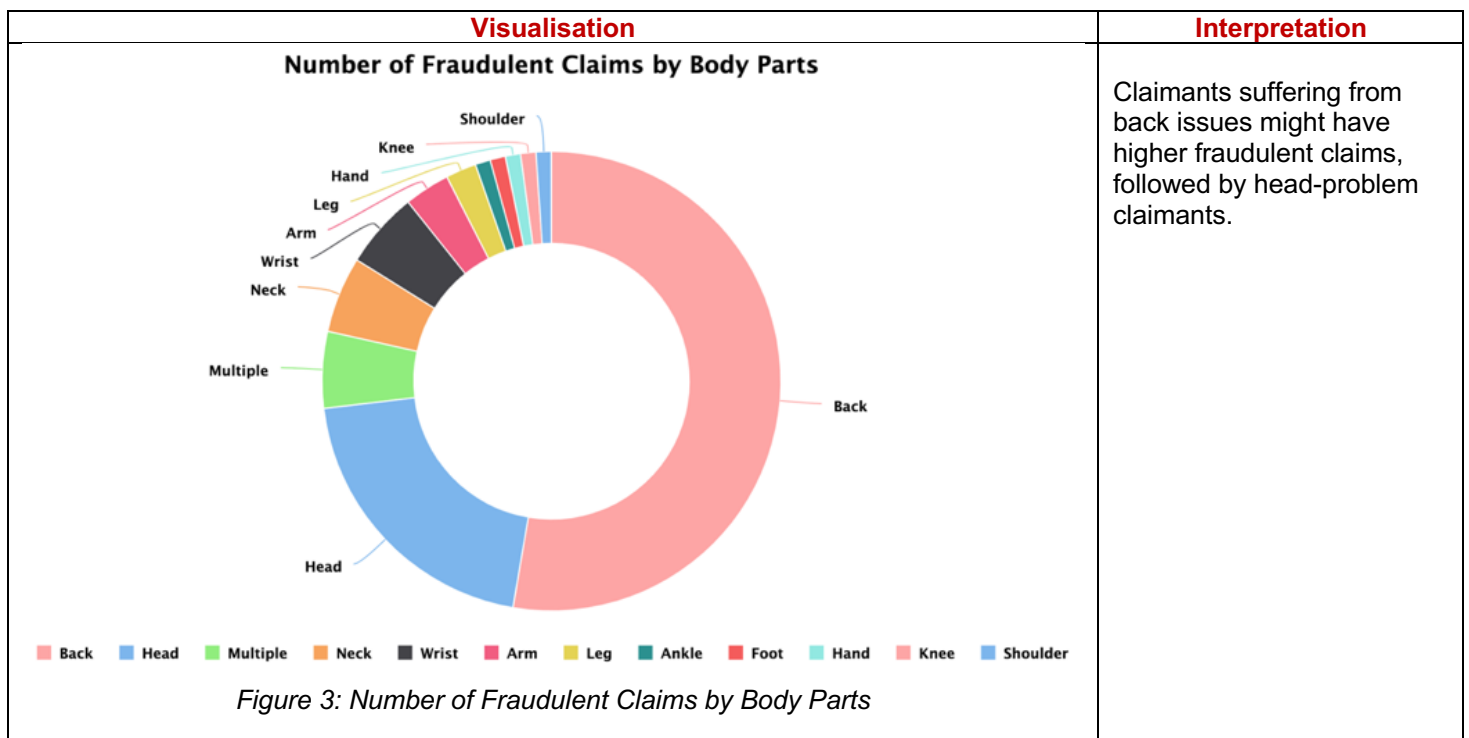 Visualisation
Interpretation
Number of Fraudulent Claims by Body Parts
Shoulder
Knee
Hand
Leg
Arm
Wrist
Neck
Multiple
Back
Head
Back Head Multiple Neck Wrist Arm Leg Ankle Foot Hand Knee Shoulder
Figure 3: Number of Fraudulent Claims by Body Parts
Claimants suffering from
back issues might have
higher fraudulent claims,
followed by head-problem
claimants.